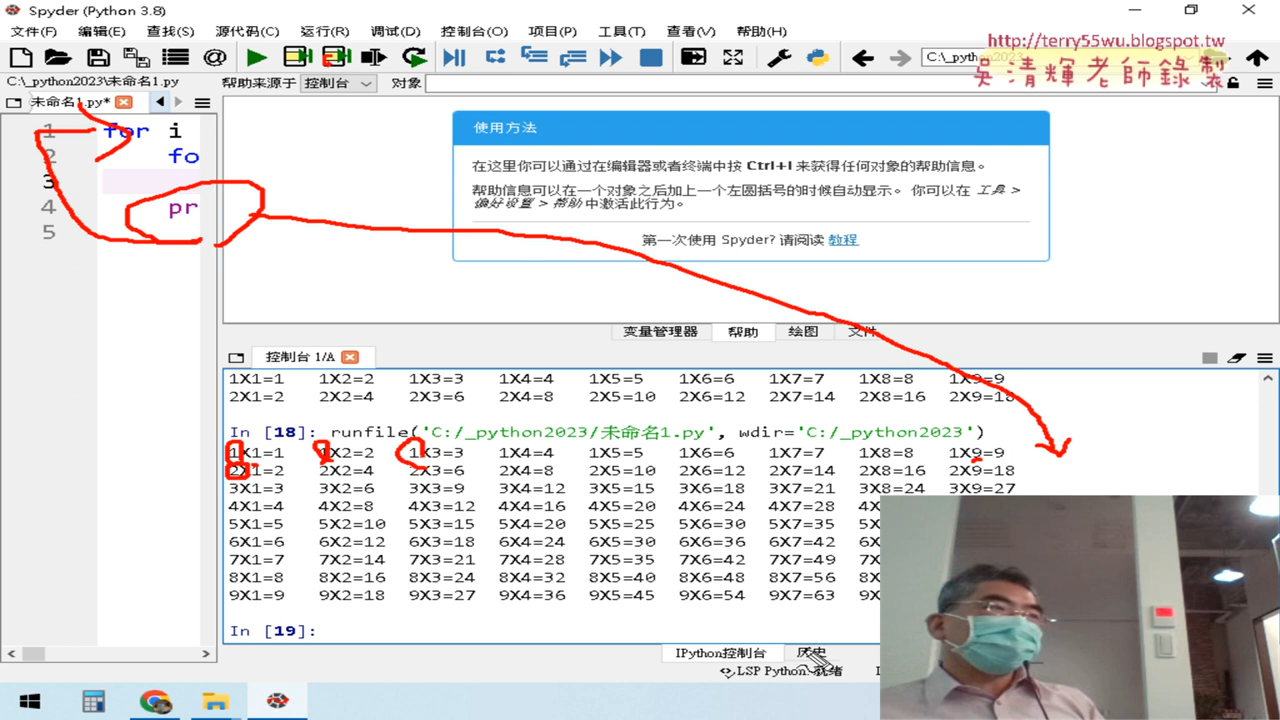 Spyder (Python 3.8)
文件(F) 编辑(E) 查找(S) 源代码(C) 运行(R) 调试(D) 控制台(O) 项目(P) 工具(T) 查看(V) 帮助(H)
http://terry55wu.blogspot.tw
吳清輝老師錄製
C:\_python2023
C:\_python2023\未命名1.py
帮助来源于 控制台 对象
未命名1.py*
1 for i
2 fo
3
4 pr
5
使用方法
在这里你可以通过在编辑器或者终端中按 Ctrl+I 来获得任何对象的帮助信息。
帮助信息可以在一个对象之后加上一个左圆括号的时候自动显示。 你可以在 工具 >
偏好设置 > 帮助 中激活此行为。
第一次使用 Spyder? 请阅读 教程
变量管理器 帮助 绘图 文件
控制台 1/A
1X1=1 1X2=2 1X3=3 1X4=4 1X5=5 1X6=6 1X7=7 1X8=8 1X9=9
2X1=2 2X2=4 2X3=6 2X4=8 2X5=10 2X6=12 2X7=14 2X8=16 2X9=18
In [18]: runfile('C:/_python2023/未命名1.py', wdir='C:/_python2023')
1X1=1 1X2=2 1X3=3 1X4=4 1X5=5 1X6=6 1X7=7 1X8=8 1X9=9
2X1=2 2X2=4 2X3=6 2X4=8 2X5=10 2X6=12 2X7=14 2X8=16 2X9=18
3X1=3 3X2=6 3X3=9 3X4=12 3X5=15 3X6=18 3X7=21 3X8=24 3X9=27
4X1=4 4X2=8 4X3=12 4X4=16 4X5=20 4X6=24 4X7=28 4X
5X1=5 5X2=10 5X3=15 5X4=20 5X5=25 5X6=30 5X7=35 5X
6X1=6 6X2=12 6X3=18 6X4=24 6X5=30 6X6=36 6X7=42 6X
7X1=7 7X2=14 7X3=21 7X4=28 7X5=35 7X6=42 7X7=49 7X
8X1=8 8X2=16 8X3=24 8X4=32 8X5=40 8X6=48 8X7=56 8X
9X1=9 9X2=18 9X3=27 9X4=36 9X5=45 9X6=54 9X7=63 9X
In [19]:
IPython控制台 历史
LSP Python: 就绪